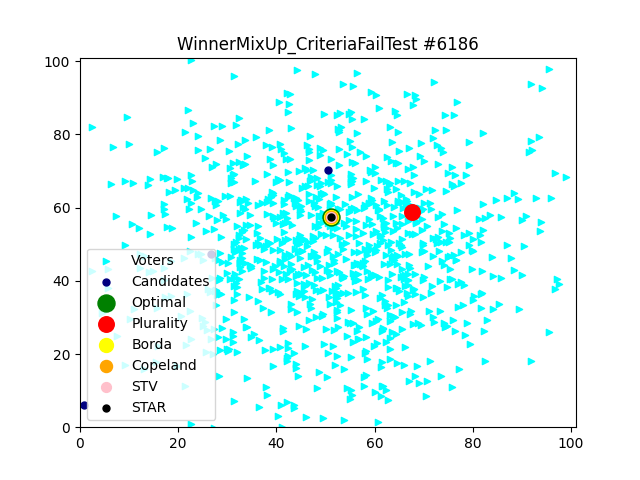 WinnerMixUp_CriteriaFailTest #6186
100
80
60
40
20
0
Voters
Candidates
Optimal
Plurality
Borda
Copeland
STV
STAR
0 20 40 60 80 100